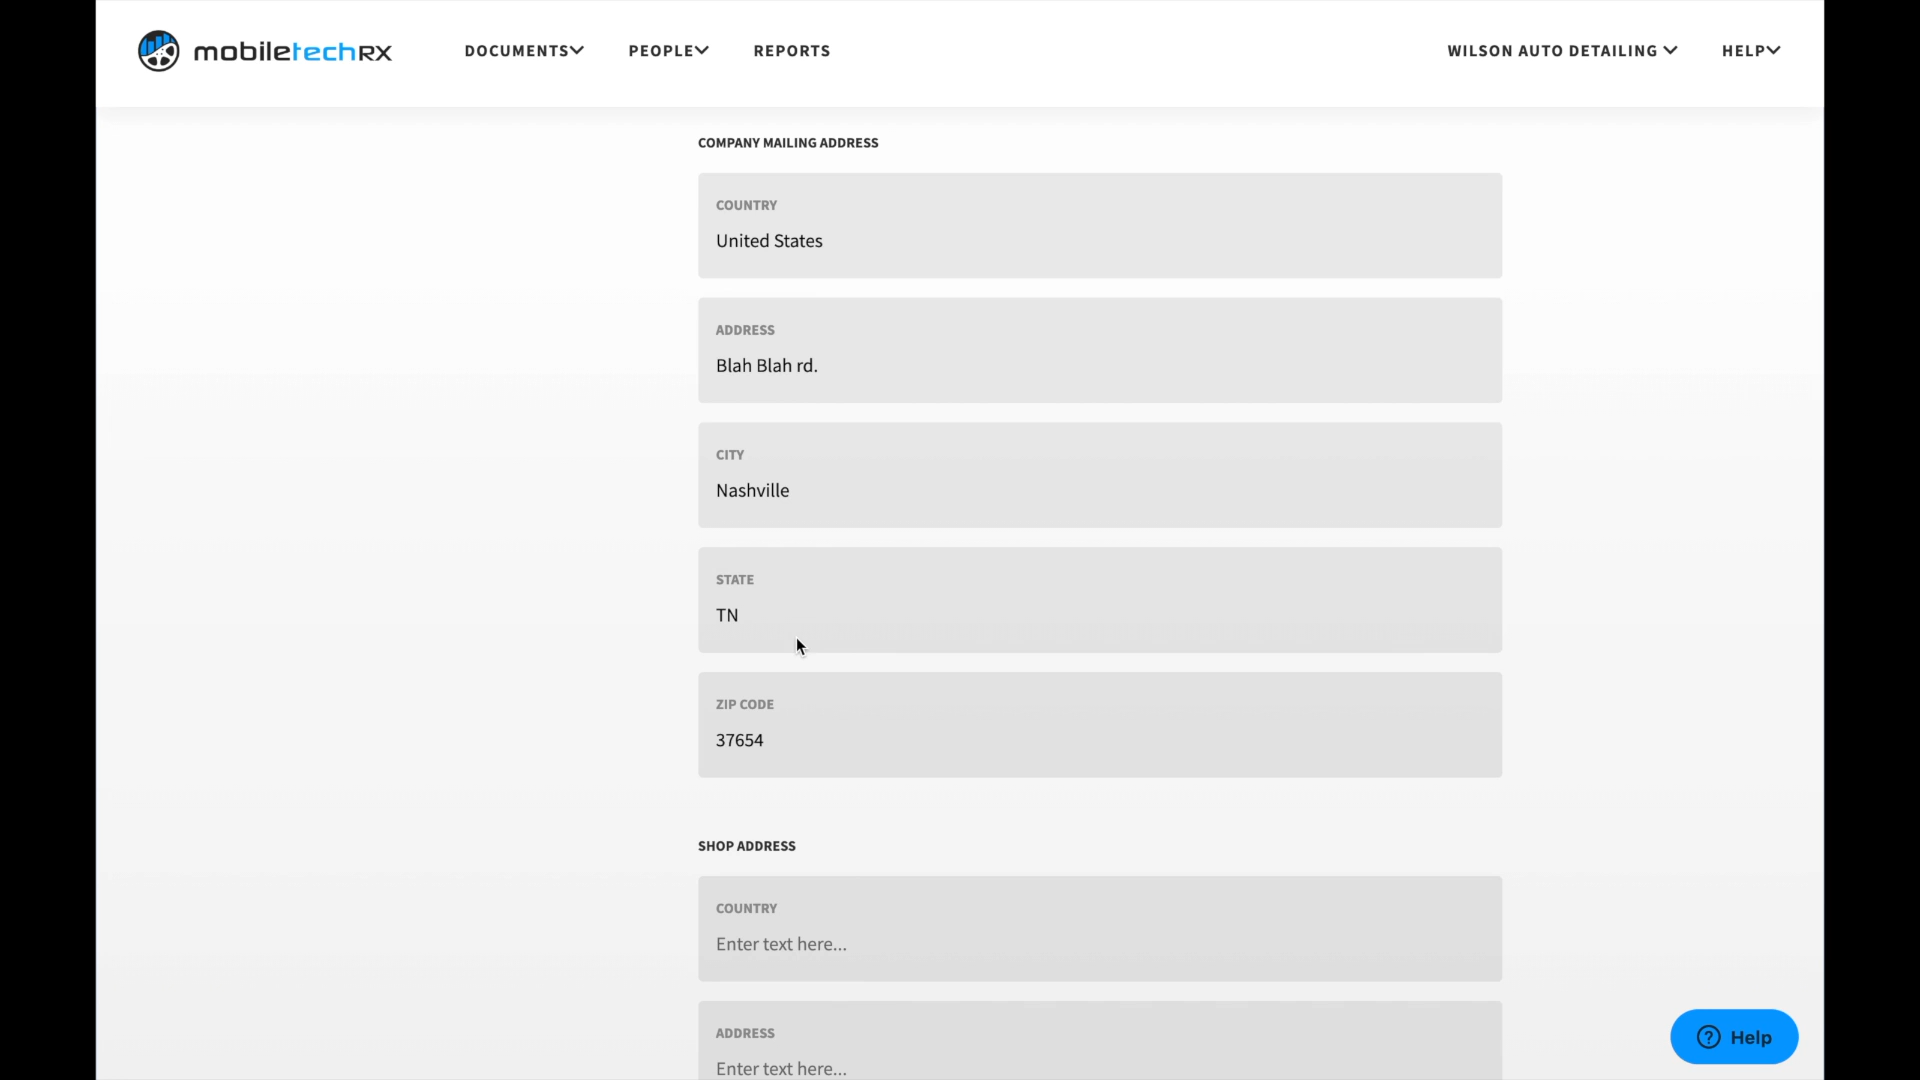 mobiletechRX DOCUMENTS PEOPLE REPORTS WILSON AUTO DETAILING HELP
COMPANY MAILING ADDRESS
COUNTRY
United States
ADDRESS
Blah Blah rd.
CITY
Nashville
STATE
TN
ZIP CODE
37654
SHOP ADDRESS
COUNTRY
Enter text here...
ADDRESS
Enter text here...
? Help